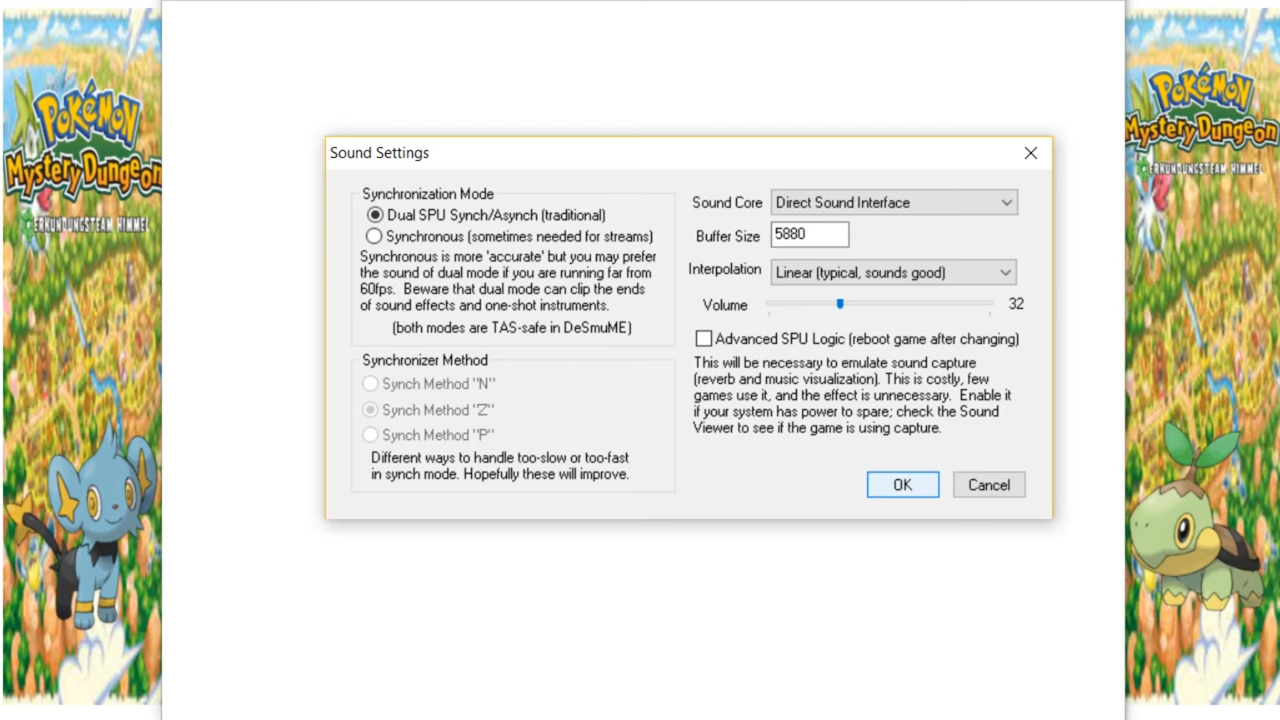 POKéMON
Mystery Dungeon
ERKUNDUNGSTEAM HIMMEL
Sound Settings
Synchronization Mode
Dual SPU Synch/Asynch (traditional)
Synchronous (sometimes needed for streams)
Synchronous is more 'accurate' but you may prefer
the sound of dual mode if you are running far from
60fps. Beware that dual mode can clip the ends
of sound effects and one-shot instruments.
(both modes are TAS-safe in DeSmuME)
Synchronizer Method
Synch Method "N"
Synch Method "Z"
Synch Method "P"
Different ways to handle too-slow or too-fast
in synch mode. Hopefully these will improve.
Sound Core Direct Sound Interface
Buffer Size 5880
Interpolation Linear (typical, sounds good)
Volume 32
Advanced SPU Logic (reboot game after changing)
This will be necessary to emulate sound capture
(reverb and music visualization). This is costly, few
games use it, and the effect is unnecessary. Enable it
if your system has power to spare; check the Sound
Viewer to see if the game is using capture.
OK Cancel
POKéMON
Mystery Dungeon
ERKUNDUNGSTEAM HIMMEL